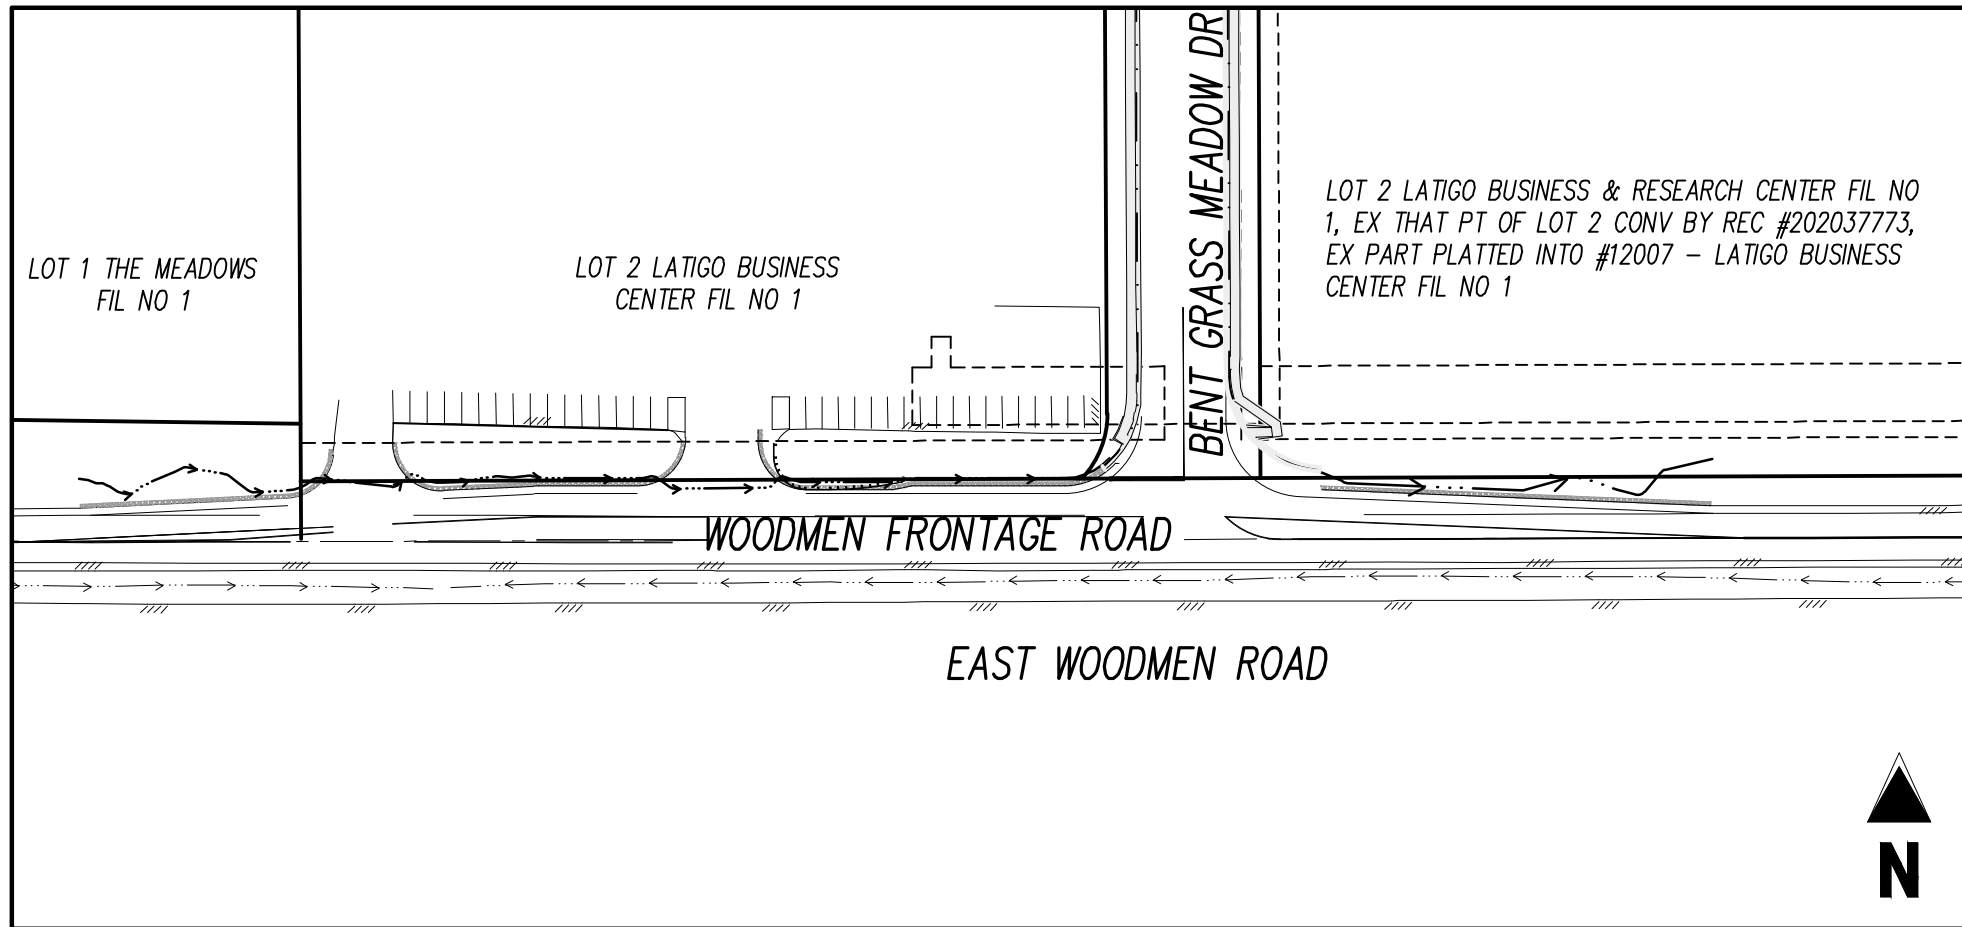 LOT 1 THE MEADOWS
FIL NO 1
LOT 2 LATIGO BUSINESS
CENTER FIL NO 1
BENT GRASS MEADOW DR
LOT 2 LATIGO BUSINESS & RESEARCH CENTER FIL NO
1, EX THAT PT OF LOT 2 CONV BY REC #202037773,
EX PART PLATTED INTO #12007 - LATIGO BUSINESS
CENTER FIL NO 1
WOODMEN FRONTAGE ROAD
EAST WOODMEN ROAD
N